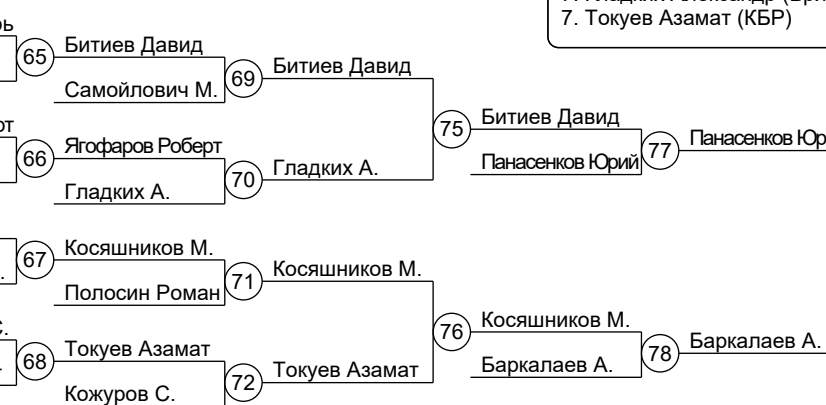 7. Токуев Азамат (КБР)
65
Битиев Давид
Самойлович М.
69
Битиев Давид
66
Ягофаров Роберт
Гладких А.
70
Гладких А.
75
Битиев Давид
Панасенков Юрий
77
67
Косяшников М.
Полосин Роман
71
Косяшников М.
68
Токуев Азамат
Кожуров С.
72
Токуев Азамат
76
Косяшников М.
Баркалаев А.
78
Баркалаев А.
Панасенков Юр